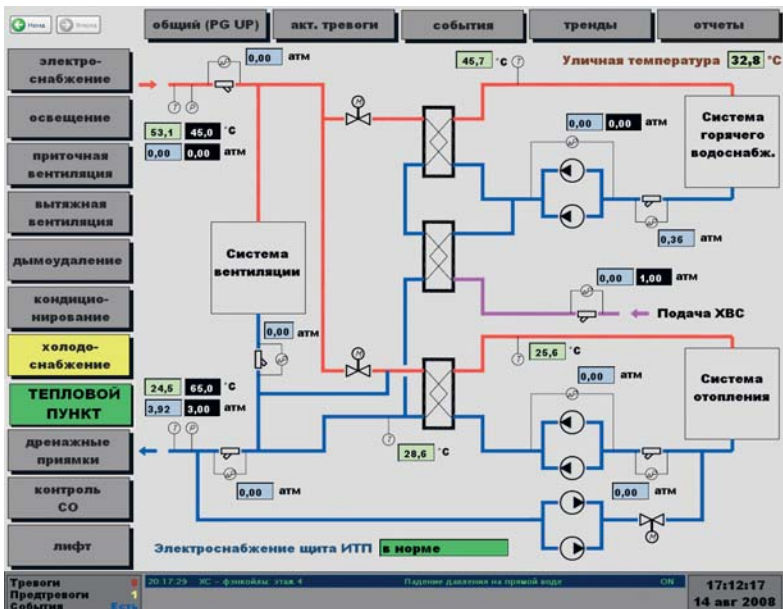 Назад
Вперед
общий (PG UP)
акт. тревоги
события
тренды
отчеты
электро-
снабжение
освещение
приточная
вентиляция
вытяжная
вентиляция
дымоудаление
кондицио-
нирование
холодо-
снабжение
ТЕПЛОВОЙ
ПУНКТ
дренажные
приямки
контроль
CO
лифт
0,00 атм
45,7 °C
T
Уличная температура 32,8 °C
T P
53,1 45,0 °C
0,00 0,00 атм
M
0,00 0,00 атм
Система
горячего
водоснабж.
0,36 атм
Система
вентиляции
0,00 1,00 атм
Подача ХВС
0,00 атм
M
T
25,6 °C
24,5 65,0 °C
3,92 3,00 атм
T P
0,00 атм
Система
отопления
T
28,6 °C
0,00 атм
0,00 атм
M
Электроснабжение щита ИТП в норме
Тревоги 0
Предтревоги 1
События Есть
20:17:29 ХС - фэнкойлы: этаж 4 Падение давления на прямой воде ON
17:12:17
14 авг 2008